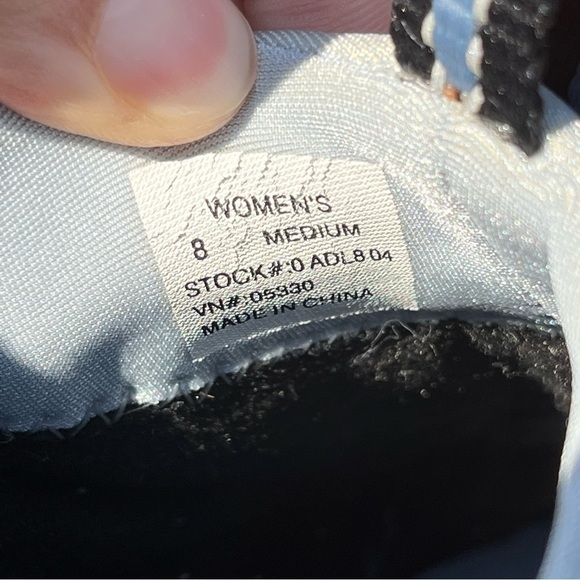 WOMEN'S
8 MEDIUM
STOCK#:0 ADL8 04
VN#:05330
MADE IN CHINA